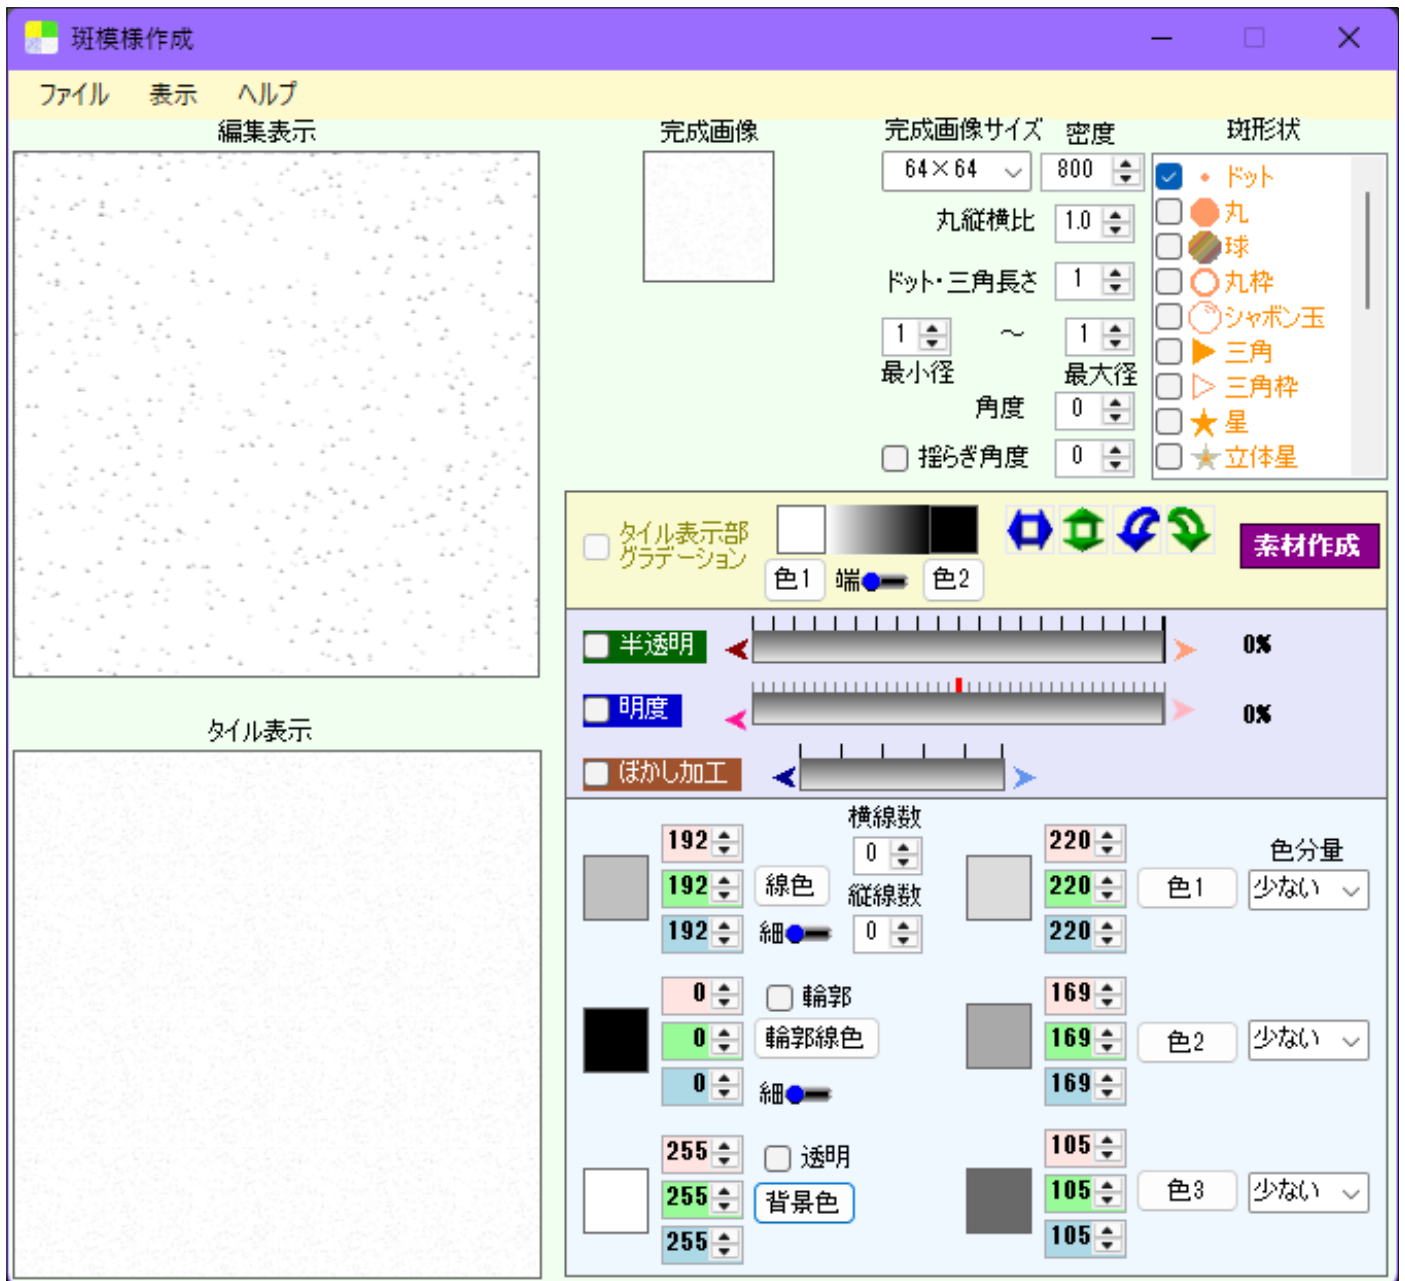 斑模様作成
ファイル 表示 ヘルプ
編集表示
完成画像
完成画像サイズ 密度 斑形状
64×64 800
丸縦横比 1.0
ドット・三角長さ 1
1 ～ 1
最小径 最大径
角度 0
揺らぎ角度 0
ドット
丸
球
丸枠
シャボン玉
三角
三角枠
星
立体星
タイル表示部
グラデーション
色1 端 色2
素材作成
半透明 0%
明度 0%
ぼかし加工
タイル表示
192
192
192
線色
細
横線数
0
縦線数
0
220
220
220
色1
色分量
少ない
0
0
0
輪郭
輪郭線色
細
169
169
169
色2
少ない
255
255
255
透明
背景色
105
105
105
色3
少ない